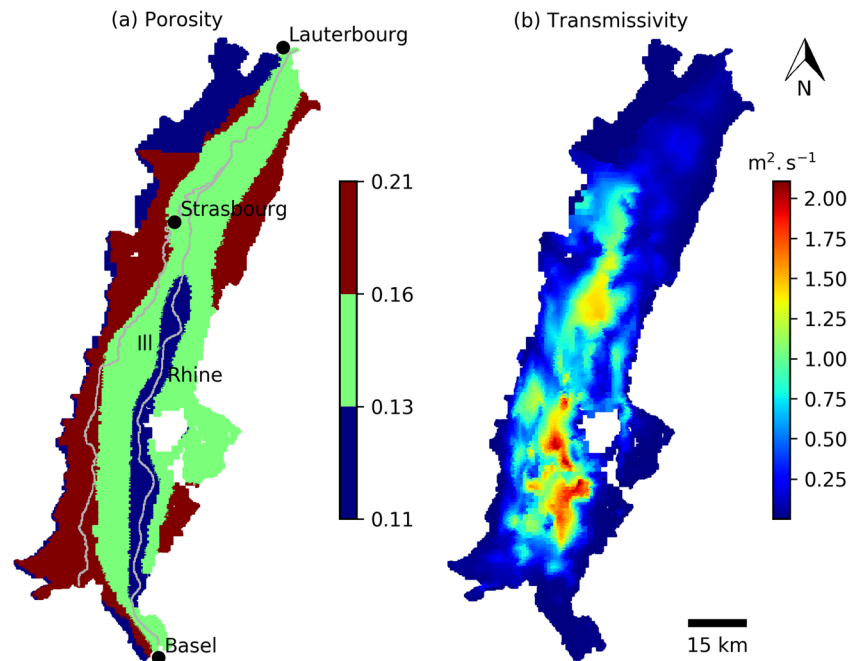 (a) Porosity
(b) Transmissivity
Lauterbourg
N
m².s⁻¹
0.21
2.00
Strasbourg
1.75
0.16
1.50
1.25
Ill
Rhine
1.00
0.13
0.75
0.50
0.25
0.11
15 km
Basel